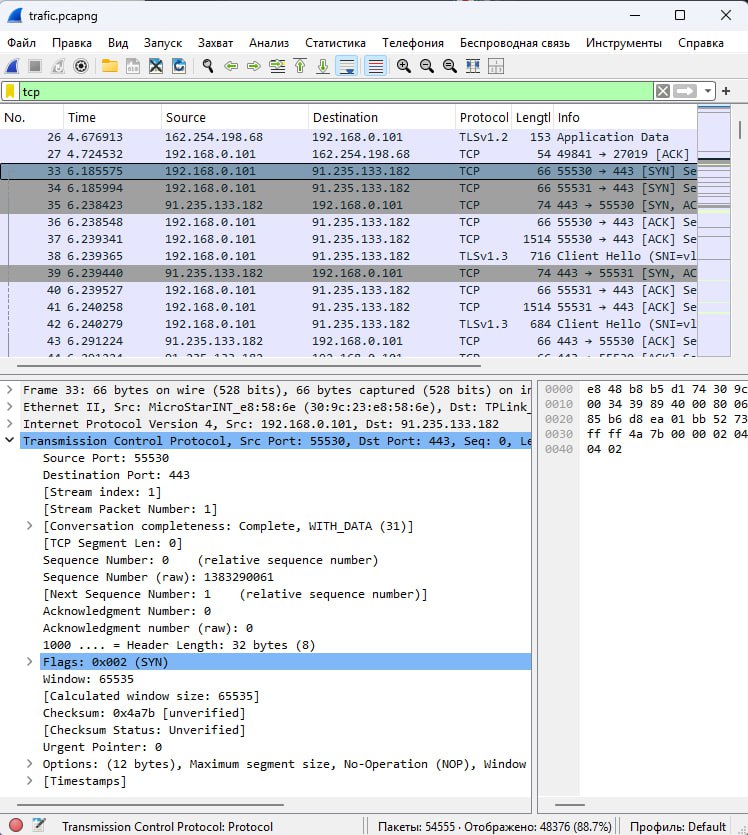 trafic.pcapng
Файл Правка Вид Запуск Захват Анализ Статистика Телефония Беспроводная связь Инструменты Справка
tcp
No. Time Source Destination Protocol Lengtl Info
26 4.676913 162.254.198.68 192.168.0.101 TLSv1.2 153 Application Data
27 4.724532 192.168.0.101 162.254.198.68 TCP 54 49841 → 27019 [ACK]
33 6.185575 192.168.0.101 91.235.133.182 TCP 66 55530 → 443 [SYN] Se
34 6.185994 192.168.0.101 91.235.133.182 TCP 66 55531 → 443 [SYN] Se
35 6.238423 91.235.133.182 192.168.0.101 TCP 74 443 → 55530 [SYN, AC
36 6.238548 192.168.0.101 91.235.133.182 TCP 66 55530 → 443 [ACK] Se
37 6.239341 192.168.0.101 91.235.133.182 TCP 1514 55530 → 443 [ACK] Se
38 6.239365 192.168.0.101 91.235.133.182 TLSv1.3 716 Client Hello (SNI=vl
39 6.239440 91.235.133.182 192.168.0.101 TCP 74 443 → 55531 [SYN, AC
40 6.239527 192.168.0.101 91.235.133.182 TCP 66 55531 → 443 [ACK] Se
41 6.240258 192.168.0.101 91.235.133.182 TCP 1514 55531 → 443 [ACK] Se
42 6.240279 192.168.0.101 91.235.133.182 TLSv1.3 684 Client Hello (SNI=vl
43 6.291224 91.235.133.182 192.168.0.101 TCP 66 443 → 55530 [ACK] Se
Frame 33: 66 bytes on wire (528 bits), 66 bytes captured (528 bits) on in
Ethernet II, Src: MicroStarINT_e8:58:6e (30:9c:23:e8:58:6e), Dst: TPLink_
Internet Protocol Version 4, Src: 192.168.0.101, Dst: 91.235.133.182
Transmission Control Protocol, Src Port: 55530, Dst Port: 443, Seq: 0, Le
Source Port: 55530
Destination Port: 443
[Stream index: 1]
[Stream Packet Number: 1]
[Conversation completeness: Complete, WITH_DATA (31)]
[TCP Segment Len: 0]
Sequence Number: 0 (relative sequence number)
Sequence Number (raw): 1383290061
[Next Sequence Number: 1 (relative sequence number)]
Acknowledgment Number: 0
Acknowledgment number (raw): 0
1000 .... = Header Length: 32 bytes (8)
Flags: 0x002 (SYN)
Window: 65535
[Calculated window size: 65535]
Checksum: 0x4a7b [unverified]
[Checksum Status: Unverified]
Urgent Pointer: 0
Options: (12 bytes), Maximum segment size, No-Operation (NOP), Window
[Timestamps]
0000 e8 48 b8 b5 d1 74 30 9c
0010 00 34 39 89 40 00 80 06
0020 85 b6 d8 ea 01 bb 52 73
0030 ff ff 4a 7b 00 00 02 04
0040 04 02
Transmission Control Protocol: Protocol
Пакеты: 54555 · Отображено: 48376 (88.7%)
Профиль: Default